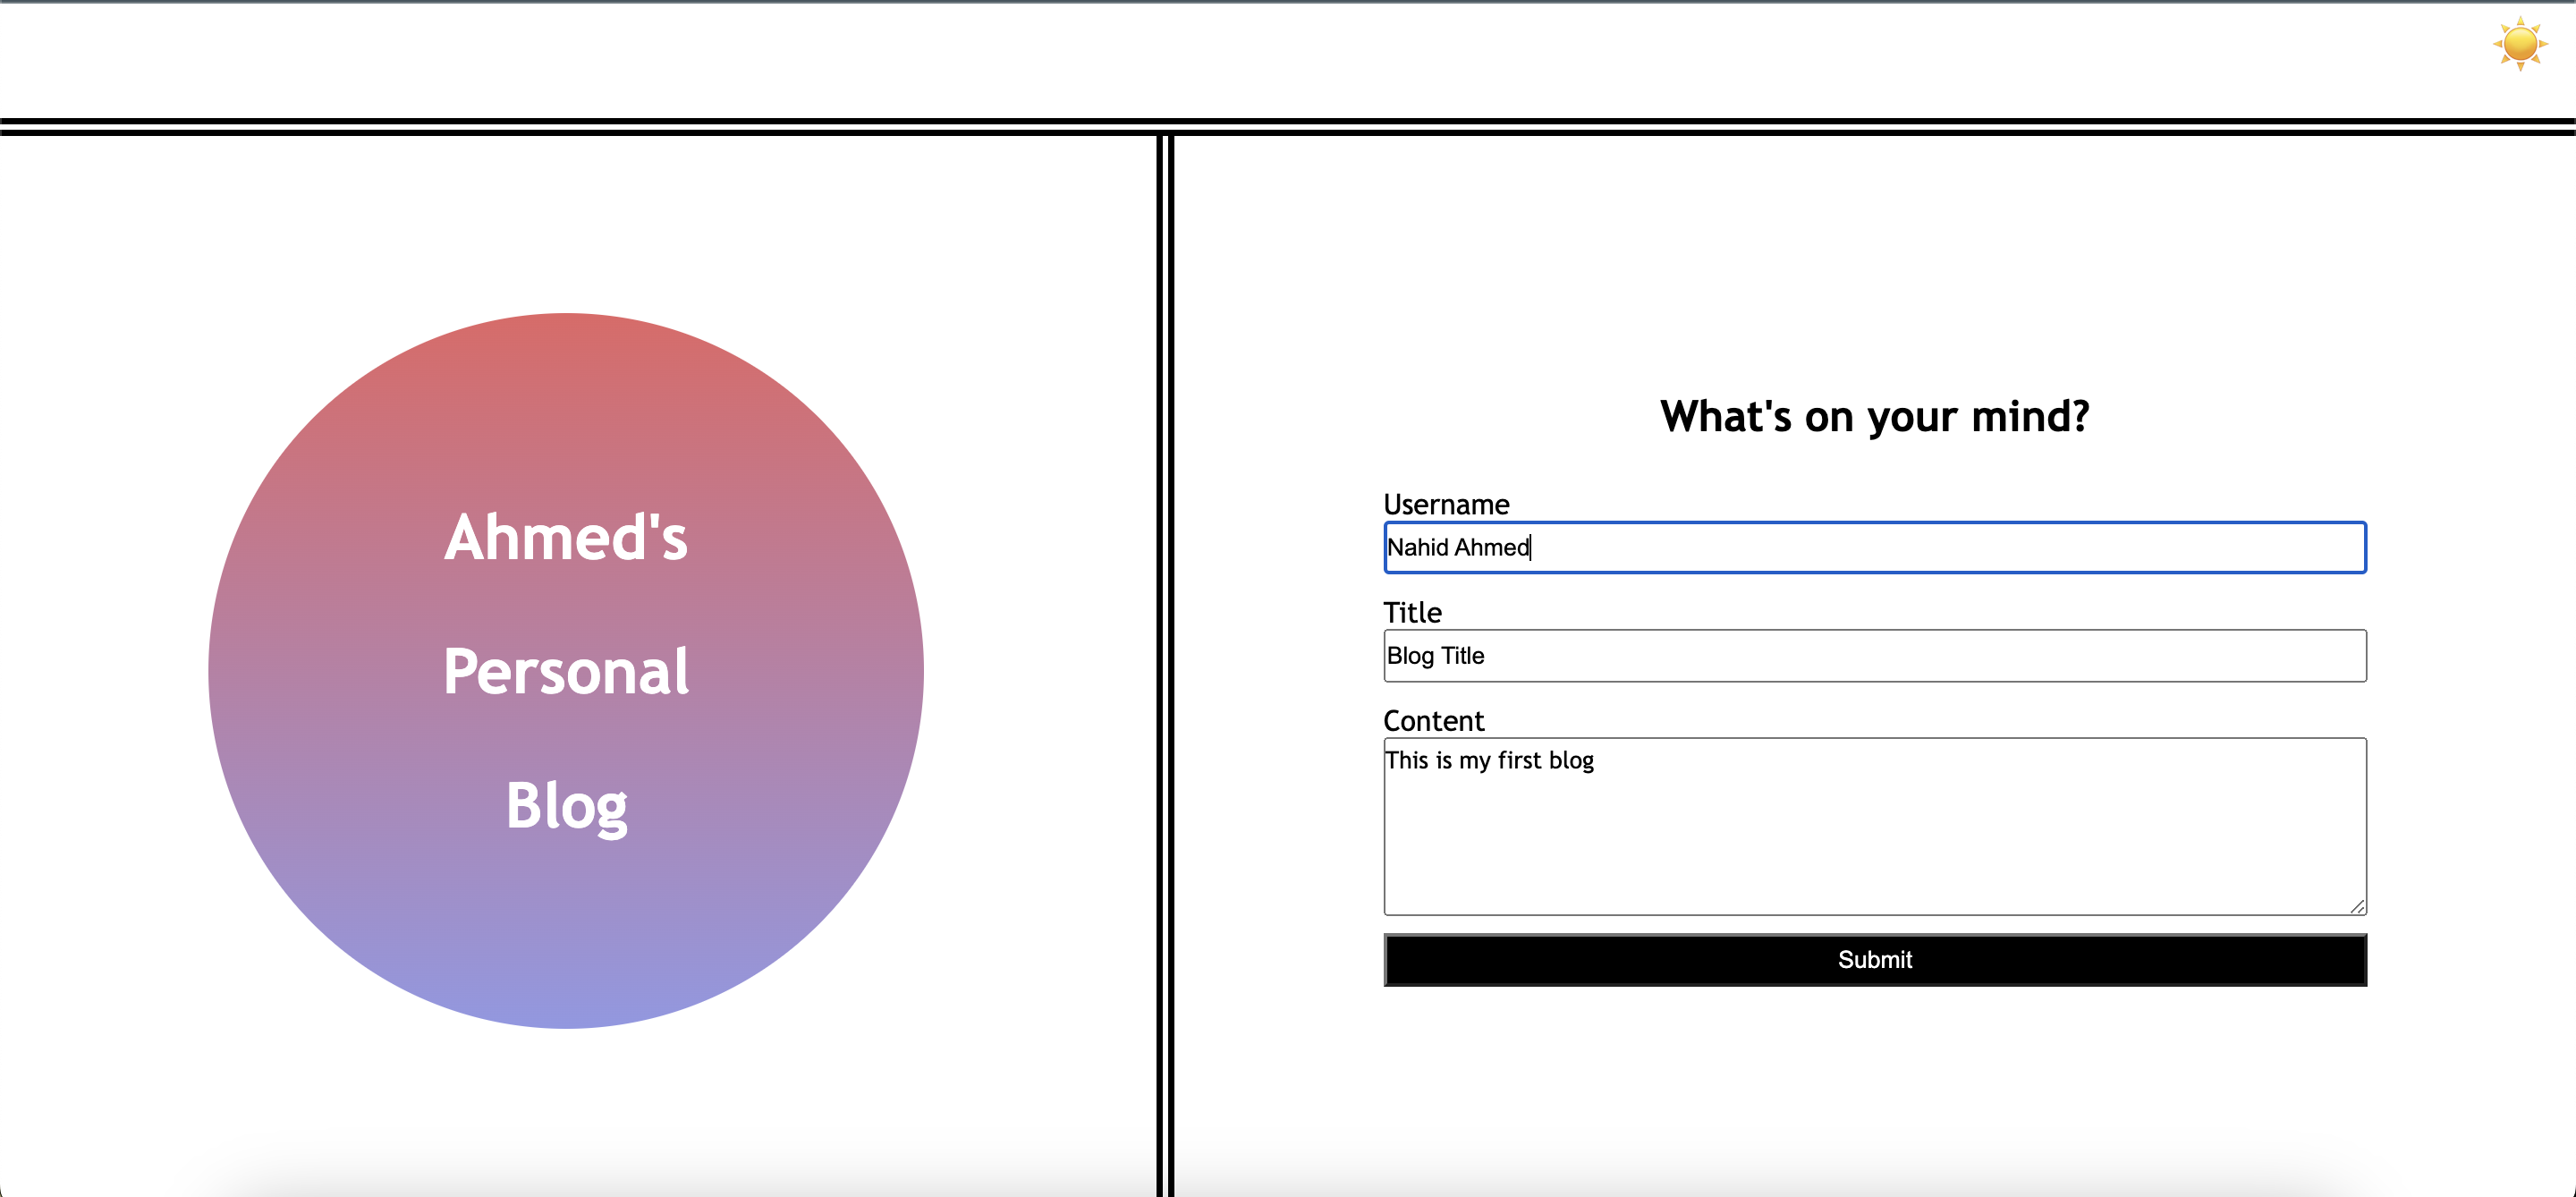 Ahmed's
Personal
Blog
What's on your mind?
Username
Nahid Ahmed
Title
Blog Title
Content
This is my first blog
Submit